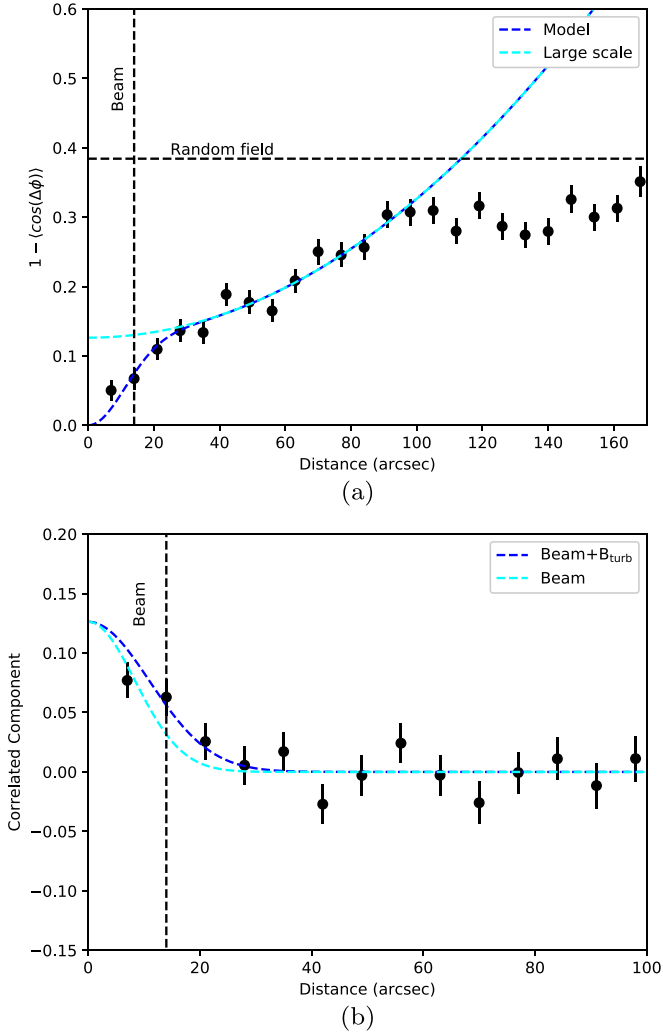 0.6
0.5
0.4
0.3
0.2
0.1
0.0
1 − ⟨cos(Δϕ)⟩
Beam
Random field
Model
Large scale
0 20 40 60 80 100 120 140 160
Distance (arcsec)
(a)
0.20
0.15
0.10
0.05
0.00
−0.05
−0.10
−0.15
Correlated Component
Beam
Beam+B_turb
Beam
0 20 40 60 80 100
Distance (arcsec)
(b)